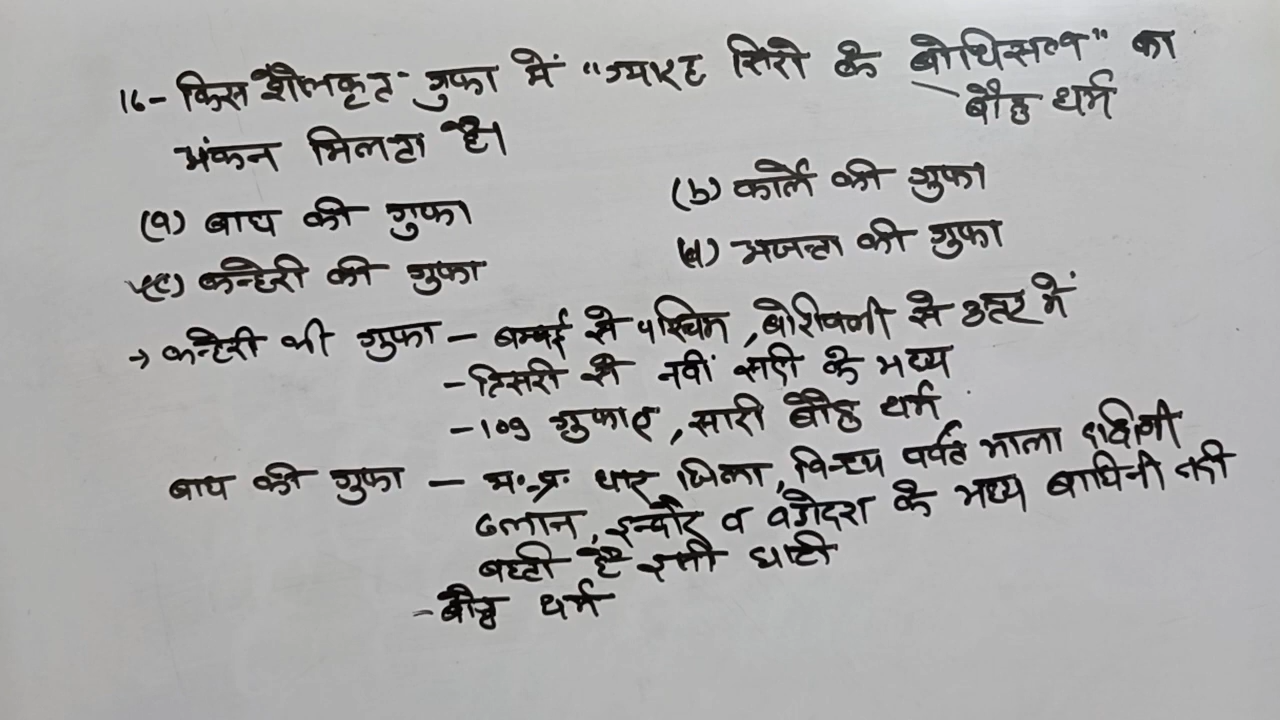 16- किस शैलकृत गुफा में "ग्यारह सिरो के बोधिसत्व" का
बौद्ध धर्म
अंकन मिलता है।
(a) बाघ की गुफा
(b) कार्ले की गुफा
(c) कन्हेरी की गुफा
(d) अजन्ता की गुफा
→ कन्हेरी की गुफा - बम्बई से पश्चिम, बोरीवली से उत्तर में
- तिसरी से नवीं सदी के मध्य
- 109 गुफाए, सारी बौद्ध धर्म
बाघ की गुफा - म.प्र. धार जिला, विन्ध्य पर्वत माला दक्षिणी
ढलान, इन्दौर व वडोदरा के मध्य बाघिनी नदी
बहती है इसी घाटी
- बौद्ध धर्म